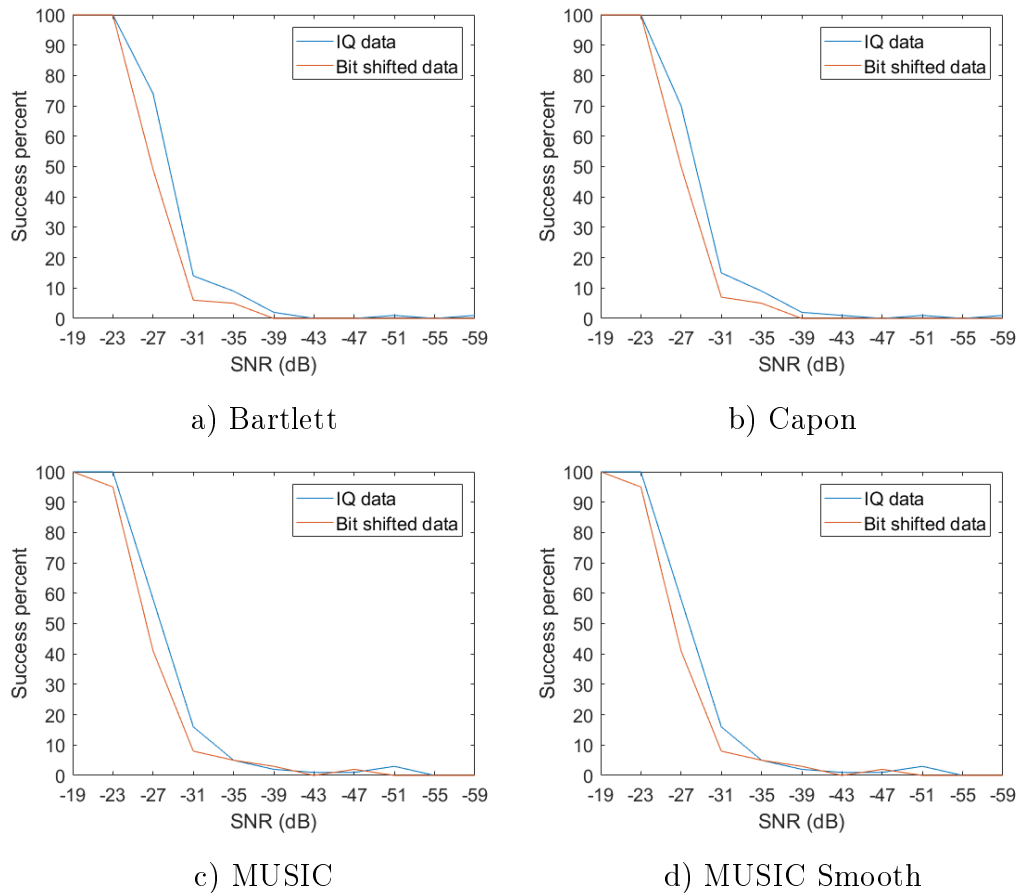 100
90
80
70
60
50
40
30
20
10
0
Success percent
IQ data
Bit shifted data
-19 -23 -27 -31 -35 -39 -43 -47 -51 -55 -59
SNR (dB)
a) Bartlett
100
90
80
70
60
50
40
30
20
10
0
Success percent
IQ data
Bit shifted data
-19 -23 -27 -31 -35 -39 -43 -47 -51 -55 -59
SNR (dB)
b) Capon
100
90
80
70
60
50
40
30
20
10
0
Success percent
IQ data
Bit shifted data
-19 -23 -27 -31 -35 -39 -43 -47 -51 -55 -59
SNR (dB)
c) MUSIC
100
90
80
70
60
50
40
30
20
10
0
Success percent
IQ data
Bit shifted data
-19 -23 -27 -31 -35 -39 -43 -47 -51 -55 -59
SNR (dB)
d) MUSIC Smooth